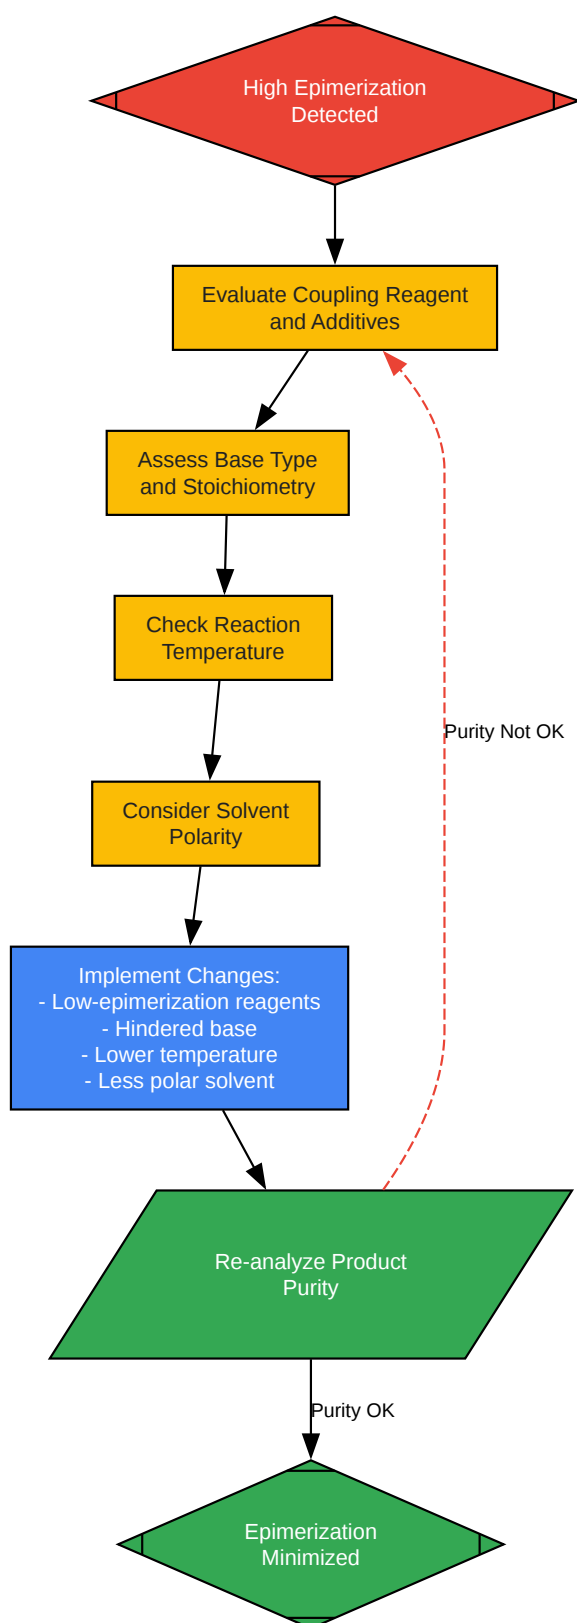 High Epimerization
Detected
Evaluate Coupling Reagent
and Additives
Assess Base Type
and Stoichiometry
Check Reaction
Temperature
Purity Not OK
Consider Solvent
Polarity
Implement Changes:
- Low-epimerization reagents
- Hindered base
- Lower temperature
- Less polar solvent
Re-analyze Product
Purity
Purity OK
Epimerization
Minimized